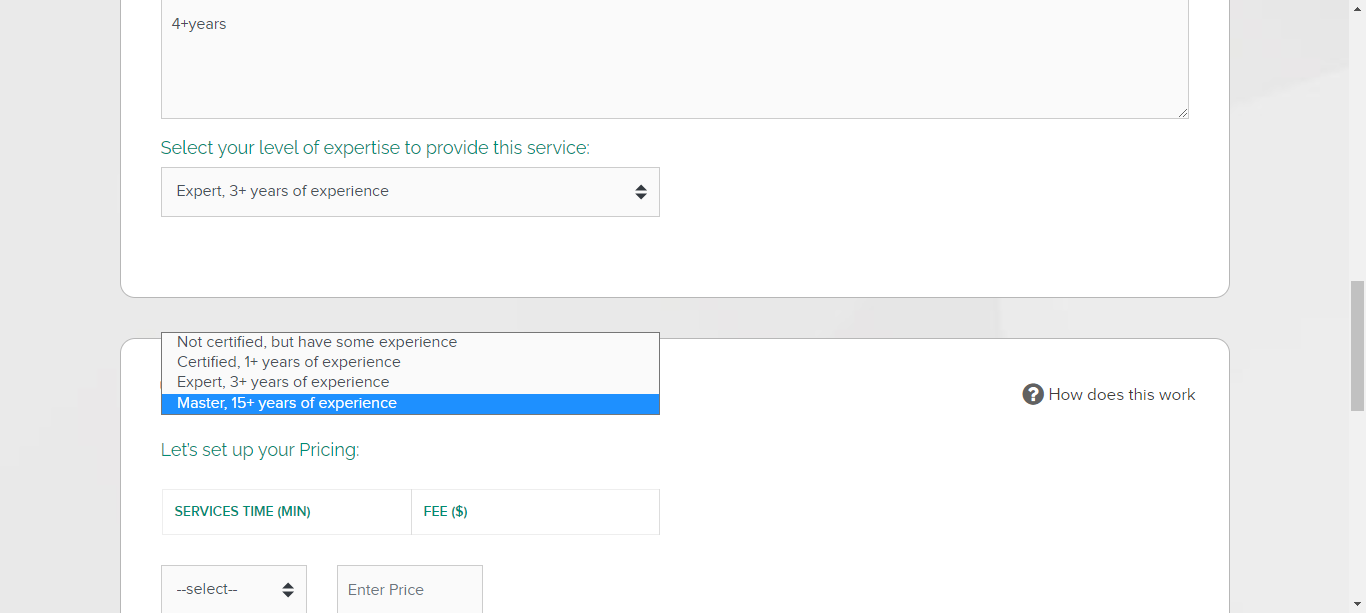 4+years
Select your level of expertise to provide this service:
Expert, 3+ years of experience
Not certified, but have some experience
Certified, 1+ years of experience
Expert, 3+ years of experience
Master, 15+ years of experience
How does this work
Let's set up your Pricing:
SERVICES TIME (MIN) FEE ($)
--select-- Enter Price